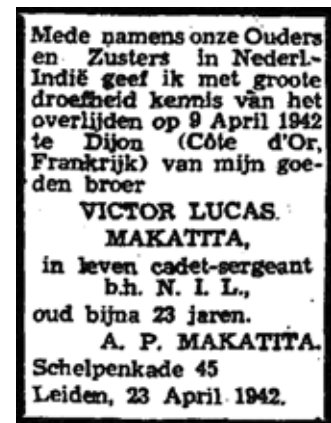 Mede namens onze Ouders
en Zusters in Nederl.-
Indië geef ik met groote
droefheid kennis van het
overlijden op 9 April 1942
te Dijon (Côte d'Or,
Frankrijk) van mijn goe-
den broer
VICTOR LUCAS
MAKATITA,
in leven cadet-sergeant
b.h. N. I. L.,
oud bijna 23 jaren.
A. P. MAKATITA.
Schelpenkade 45
Leiden, 23 April 1942.